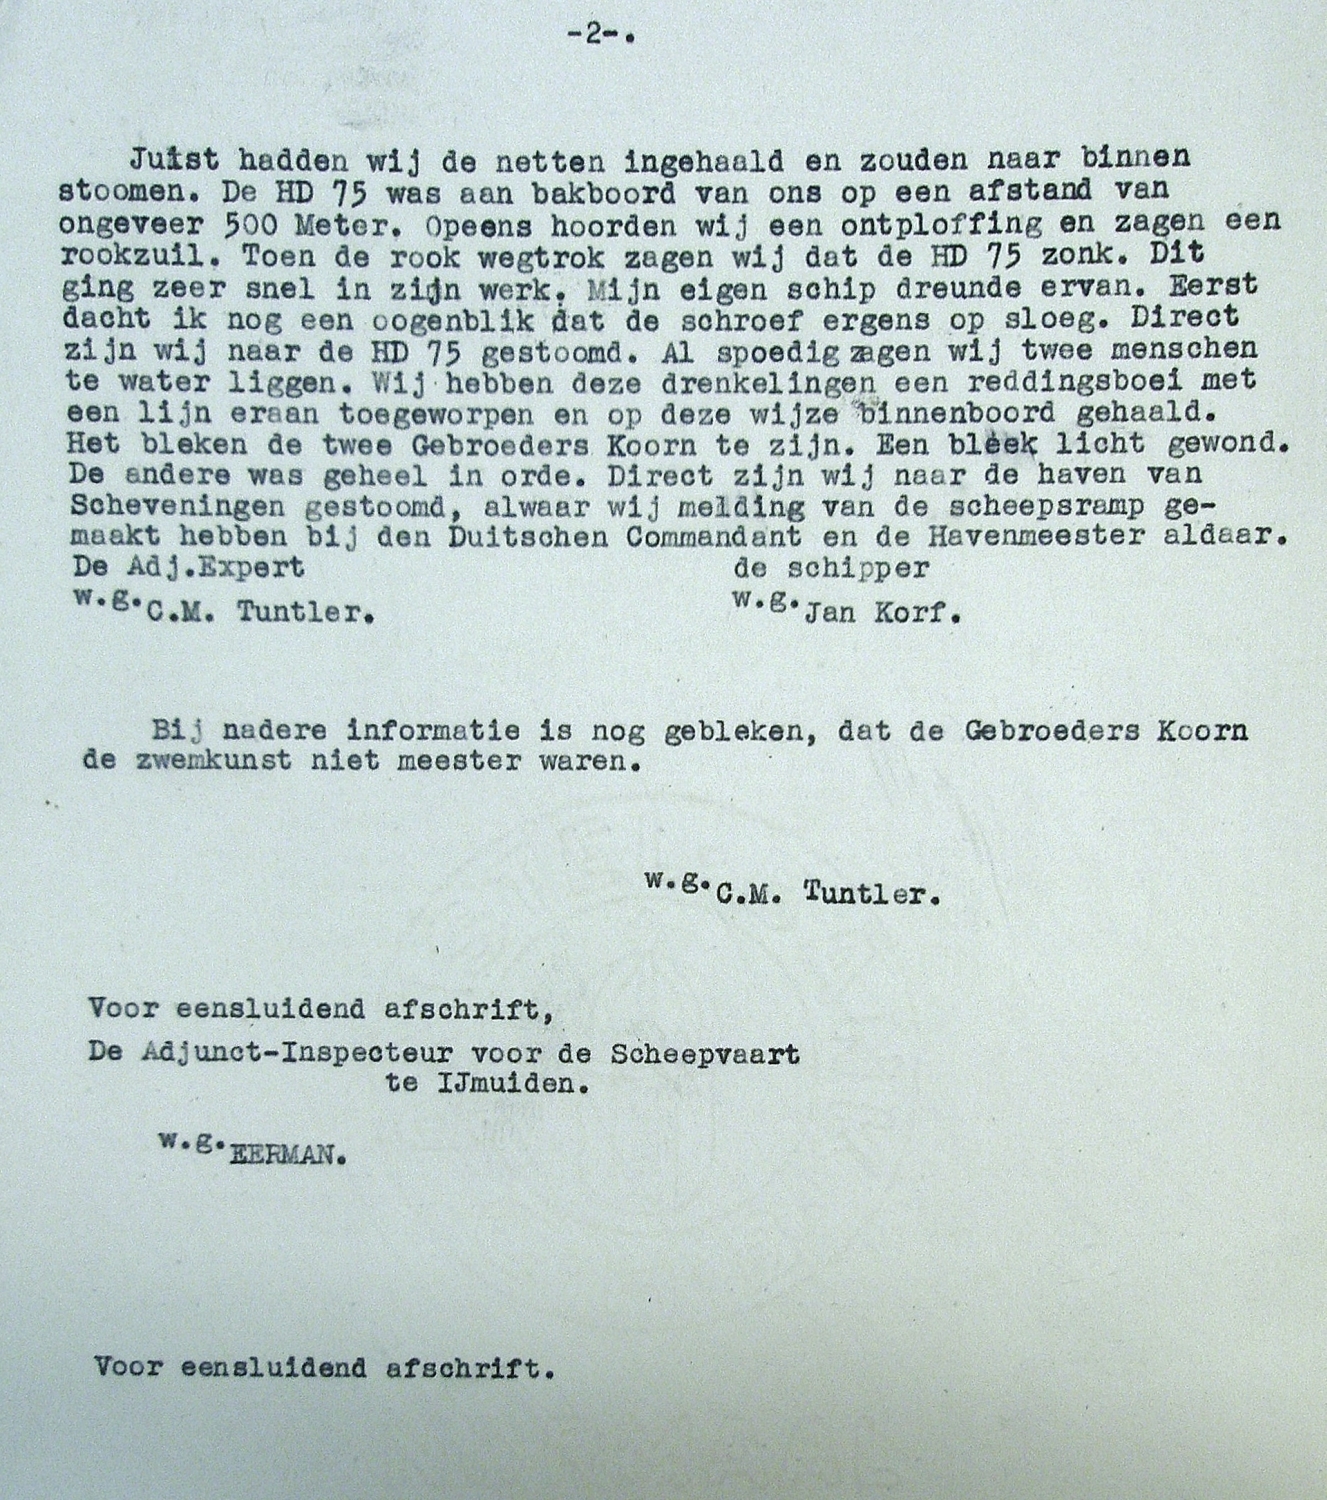 -2-.
Juist hadden wij de netten ingehaald en zouden naar binnen
stoomen. De HD 75 was aan bakboord van ons op een afstand van
ongeveer 500 Meter. Opeens hoorden wij een ontploffing en zagen een
rookzuil. Toen de rook wegtrok zagen wij dat de HD 75 zonk. Dit
ging zeer snel in zijn werk. Mijn eigen schip dreunde ervan. Eerst
dacht ik nog een oogenblik dat de schroef ergens op sloeg. Direct
zijn wij naar de HD 75 gestoomd. Al spoedig zagen wij twee menschen
te water liggen. Wij hebben deze drenkelingen een reddingsboei met
een lijn eraan toegeworpen en op deze wijze binnenboord gehaald.
Het bleken de twee Gebroeders Koorn te zijn. Een bleek licht gewond.
De andere was geheel in orde. Direct zijn wij naar de haven van
Scheveningen gestoomd, alwaar wij melding van de scheepsramp ge-
maakt hebben bij den Duitschen Commandant en de Havenmeester aldaar.
De Adj.Expert de schipper
w.g. C.M. Tuntler. w.g. Jan Korf.
Bij nadere informatie is nog gebleken, dat de Gebroeders Koorn
de zwemkunst niet meester waren.
w.g. C.M. Tuntler.
Voor eensluidend afschrift,
De Adjunct-Inspecteur voor de Scheepvaart
te IJmuiden.
w.g. EERMAN.
Voor eensluidend afschrift.